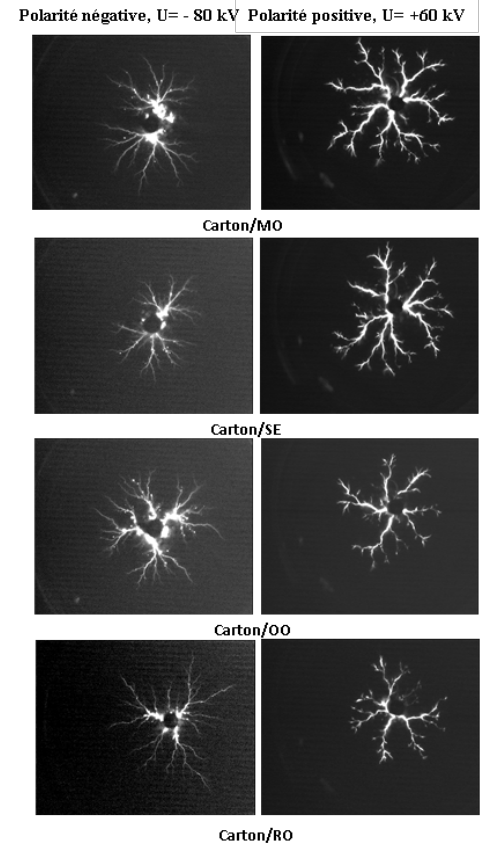 Polarité négative, U= - 80 kV Polarité positive, U= +60 kV
Carton/MO
Carton/SE
Carton/OO
Carton/RO